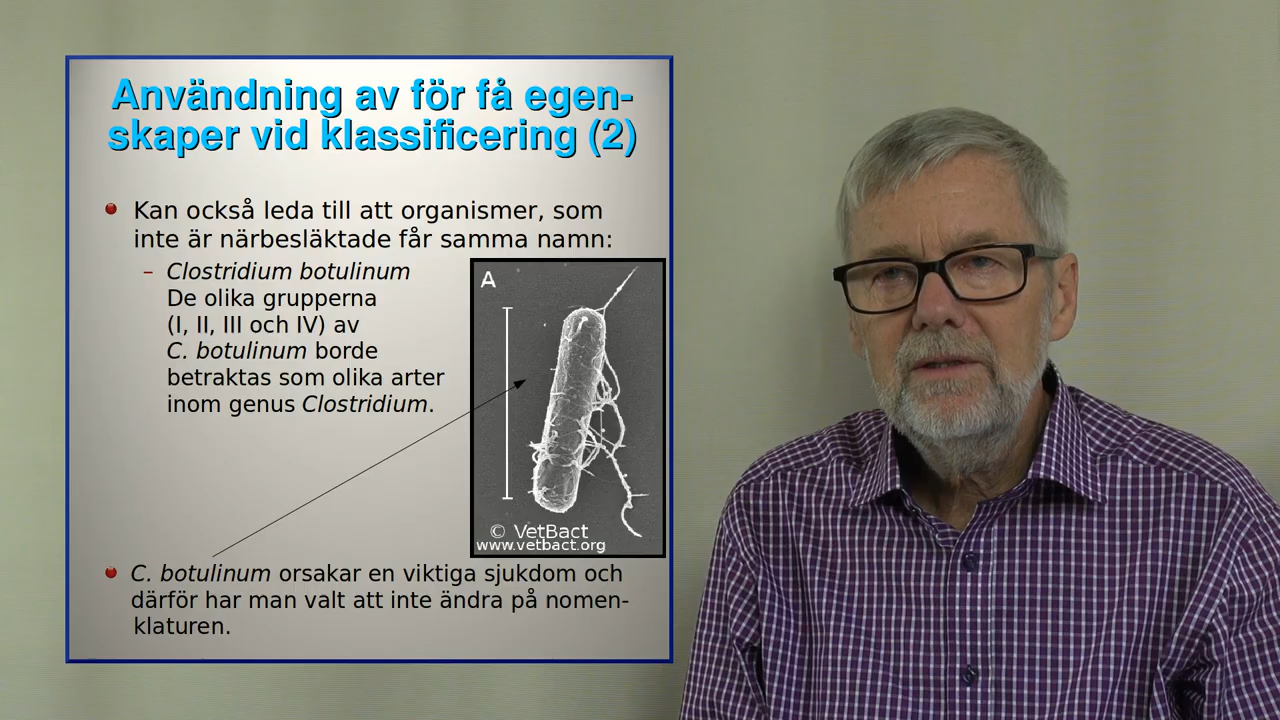 Användning av för få egen-
skaper vid klassificering (2)
Kan också leda till att organismer, som
inte är närbesläktade får samma namn:
– Clostridium botulinum
De olika grupperna
(I, II, III och IV) av
C. botulinum borde
betraktas som olika arter
inom genus Clostridium.
A
© VetBact
www.vetbact.org
C. botulinum orsakar en viktiga sjukdom och
därför har man valt att inte ändra på nomen-
klaturen.